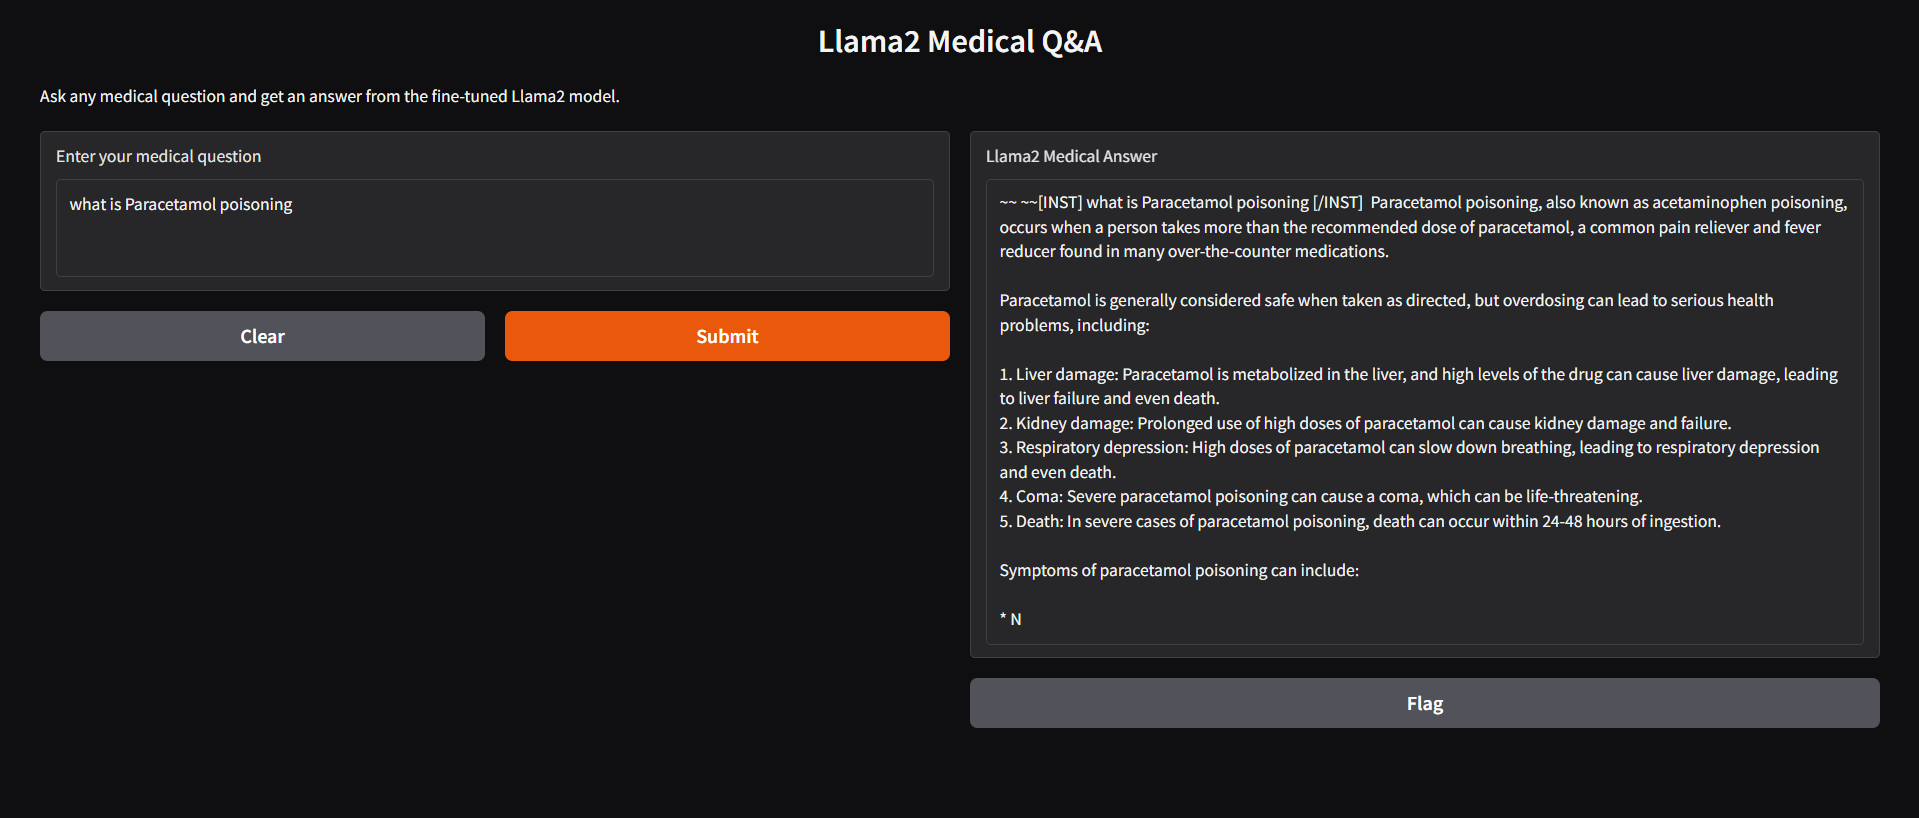 Llama2 Medical Q&A
Ask any medical question and get an answer from the fine-tuned Llama2 model.
Enter your medical question
what is Paracetamol poisoning
Clear
Submit
Llama2 Medical Answer
~~ ~~[INST] what is Paracetamol poisoning [/INST]  Paracetamol poisoning, also known as acetaminophen poisoning,
occurs when a person takes more than the recommended dose of paracetamol, a common pain reliever and fever
reducer found in many over-the-counter medications.
Paracetamol is generally considered safe when taken as directed, but overdosing can lead to serious health
problems, including:
1. Liver damage: Paracetamol is metabolized in the liver, and high levels of the drug can cause liver damage, leading
to liver failure and even death.
2. Kidney damage: Prolonged use of high doses of paracetamol can cause kidney damage and failure.
3. Respiratory depression: High doses of paracetamol can slow down breathing, leading to respiratory depression
and even death.
4. Coma: Severe paracetamol poisoning can cause a coma, which can be life-threatening.
5. Death: In severe cases of paracetamol poisoning, death can occur within 24-48 hours of ingestion.
Symptoms of paracetamol poisoning can include:
* N
Flag